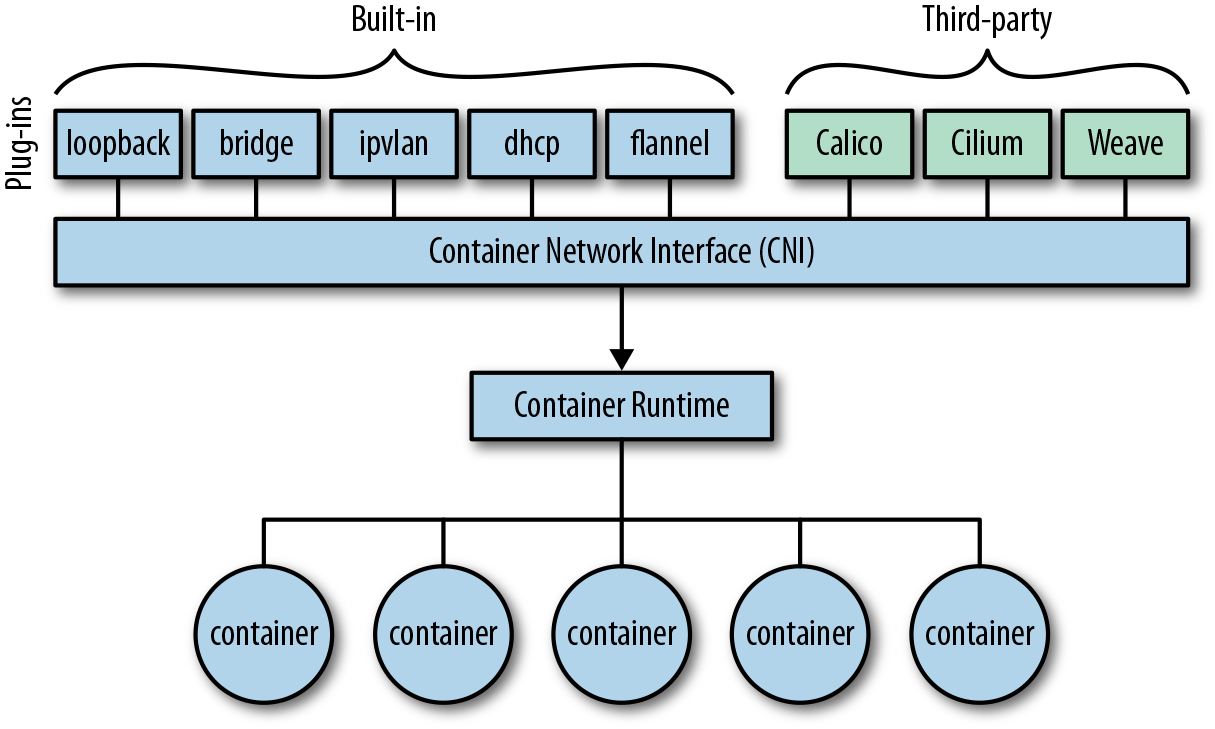 Built-in
Third-party
Plug-ins
loopback
bridge
ipvlan
dhcp
flannel
Calico
Cilium
Weave
Container Network Interface (CNI)
Container Runtime
container
container
container
container
container